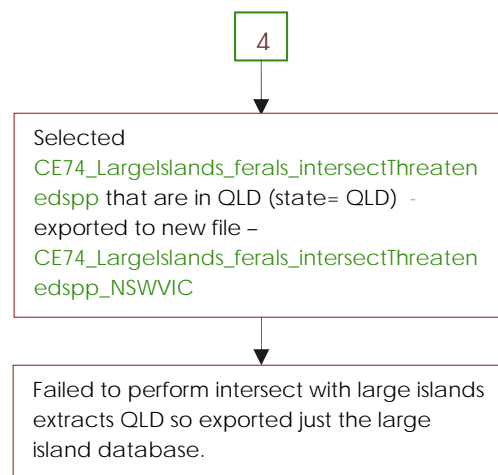 4
Selected
CE74_LargeIslands_ferals_intersectThreaten
edspp that are in QLD (state= QLD) -
exported to new file –
CE74_LargeIslands_ferals_intersectThreaten
edspp_NSWVIC
Failed to perform intersect with large islands
extracts QLD so exported just the large
island database.